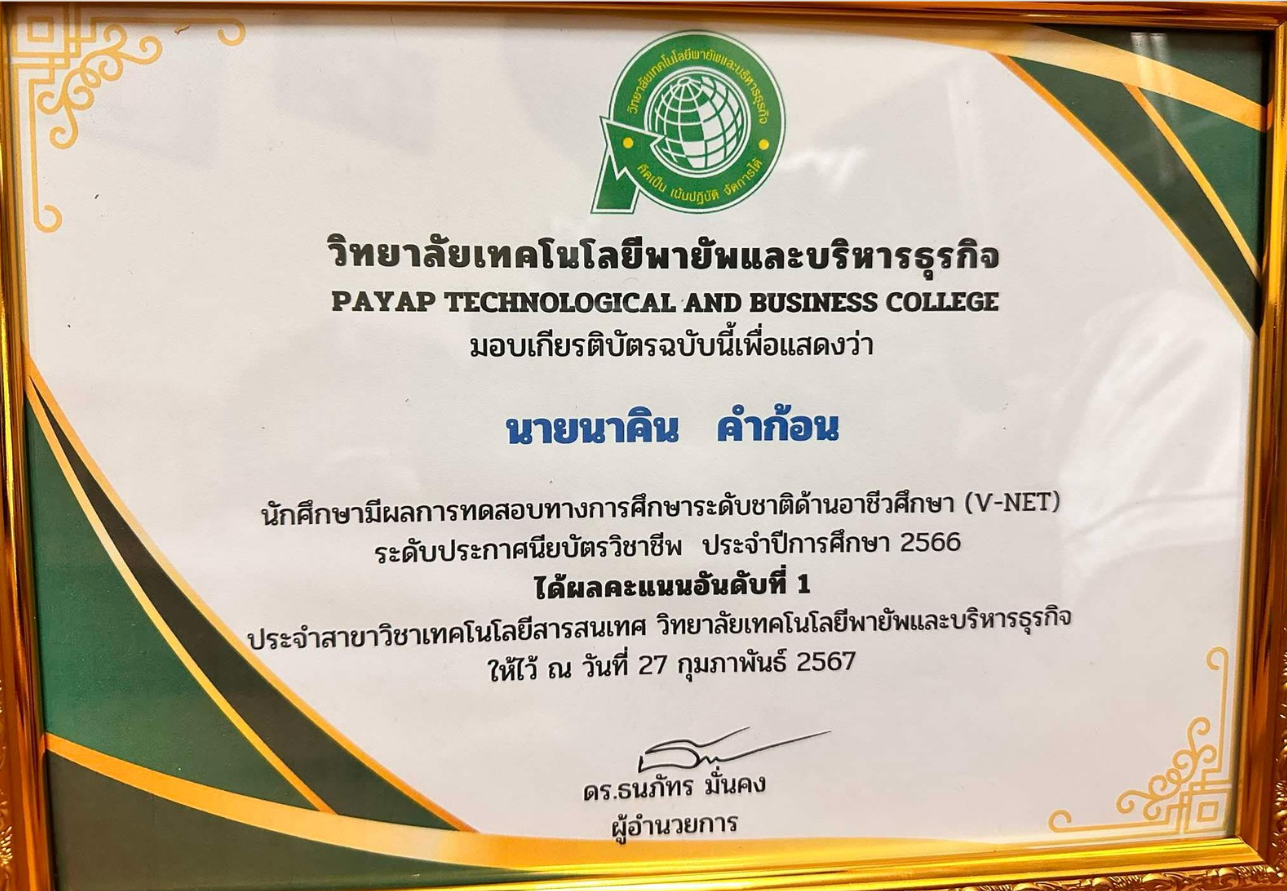 วิทยาลัยเทคโนโลยีพายัพและบริหารธุรกิจ
คิดเป็น เน้นปฏิบัติ จัดการได้
วิทยาลัยเทคโนโลยีพายัพและบริหารธุรกิจ
PAYAP TECHNOLOGICAL AND BUSINESS COLLEGE
มอบเกียรติบัตรฉบับนี้เพื่อแสดงว่า
นายนาคิน คำก้อน
นักศึกษามีผลการทดสอบทางการศึกษาระดับชาติด้านอาชีวศึกษา (V-NET)
ระดับประกาศนียบัตรวิชาชีพ ประจำปีการศึกษา 2566
ได้ผลคะแนนอันดับที่ 1
ประจำสาขาวิชาเทคโนโลยีสารสนเทศ วิทยาลัยเทคโนโลยีพายัพและบริหารธุรกิจ
ให้ไว้ ณ วันที่ 27 กุมภาพันธ์ 2567
ดร.ธนภัทร มั่นคง
ผู้อำนวยการ